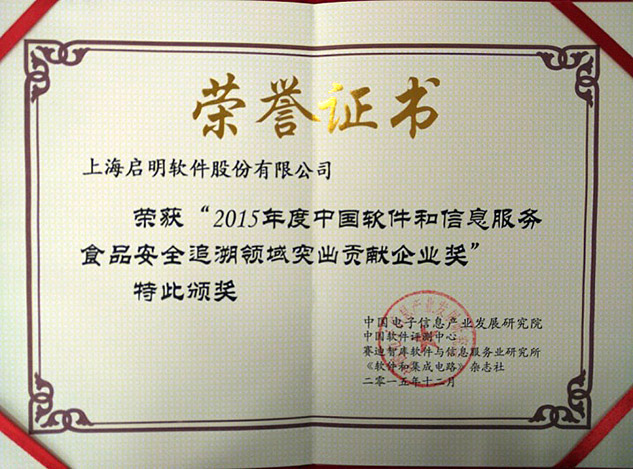 荣誉证书
上海启明软件股份有限公司
荣获“2015年度中国软件和信息服务
食品安全追溯领域突出贡献企业奖”
特此颁奖
中国电子信息产业发展研究院
中国软件评测中心
赛迪智库软件与信息服务业研究所
《软件和集成电路》杂志社
二〇一五年十二月